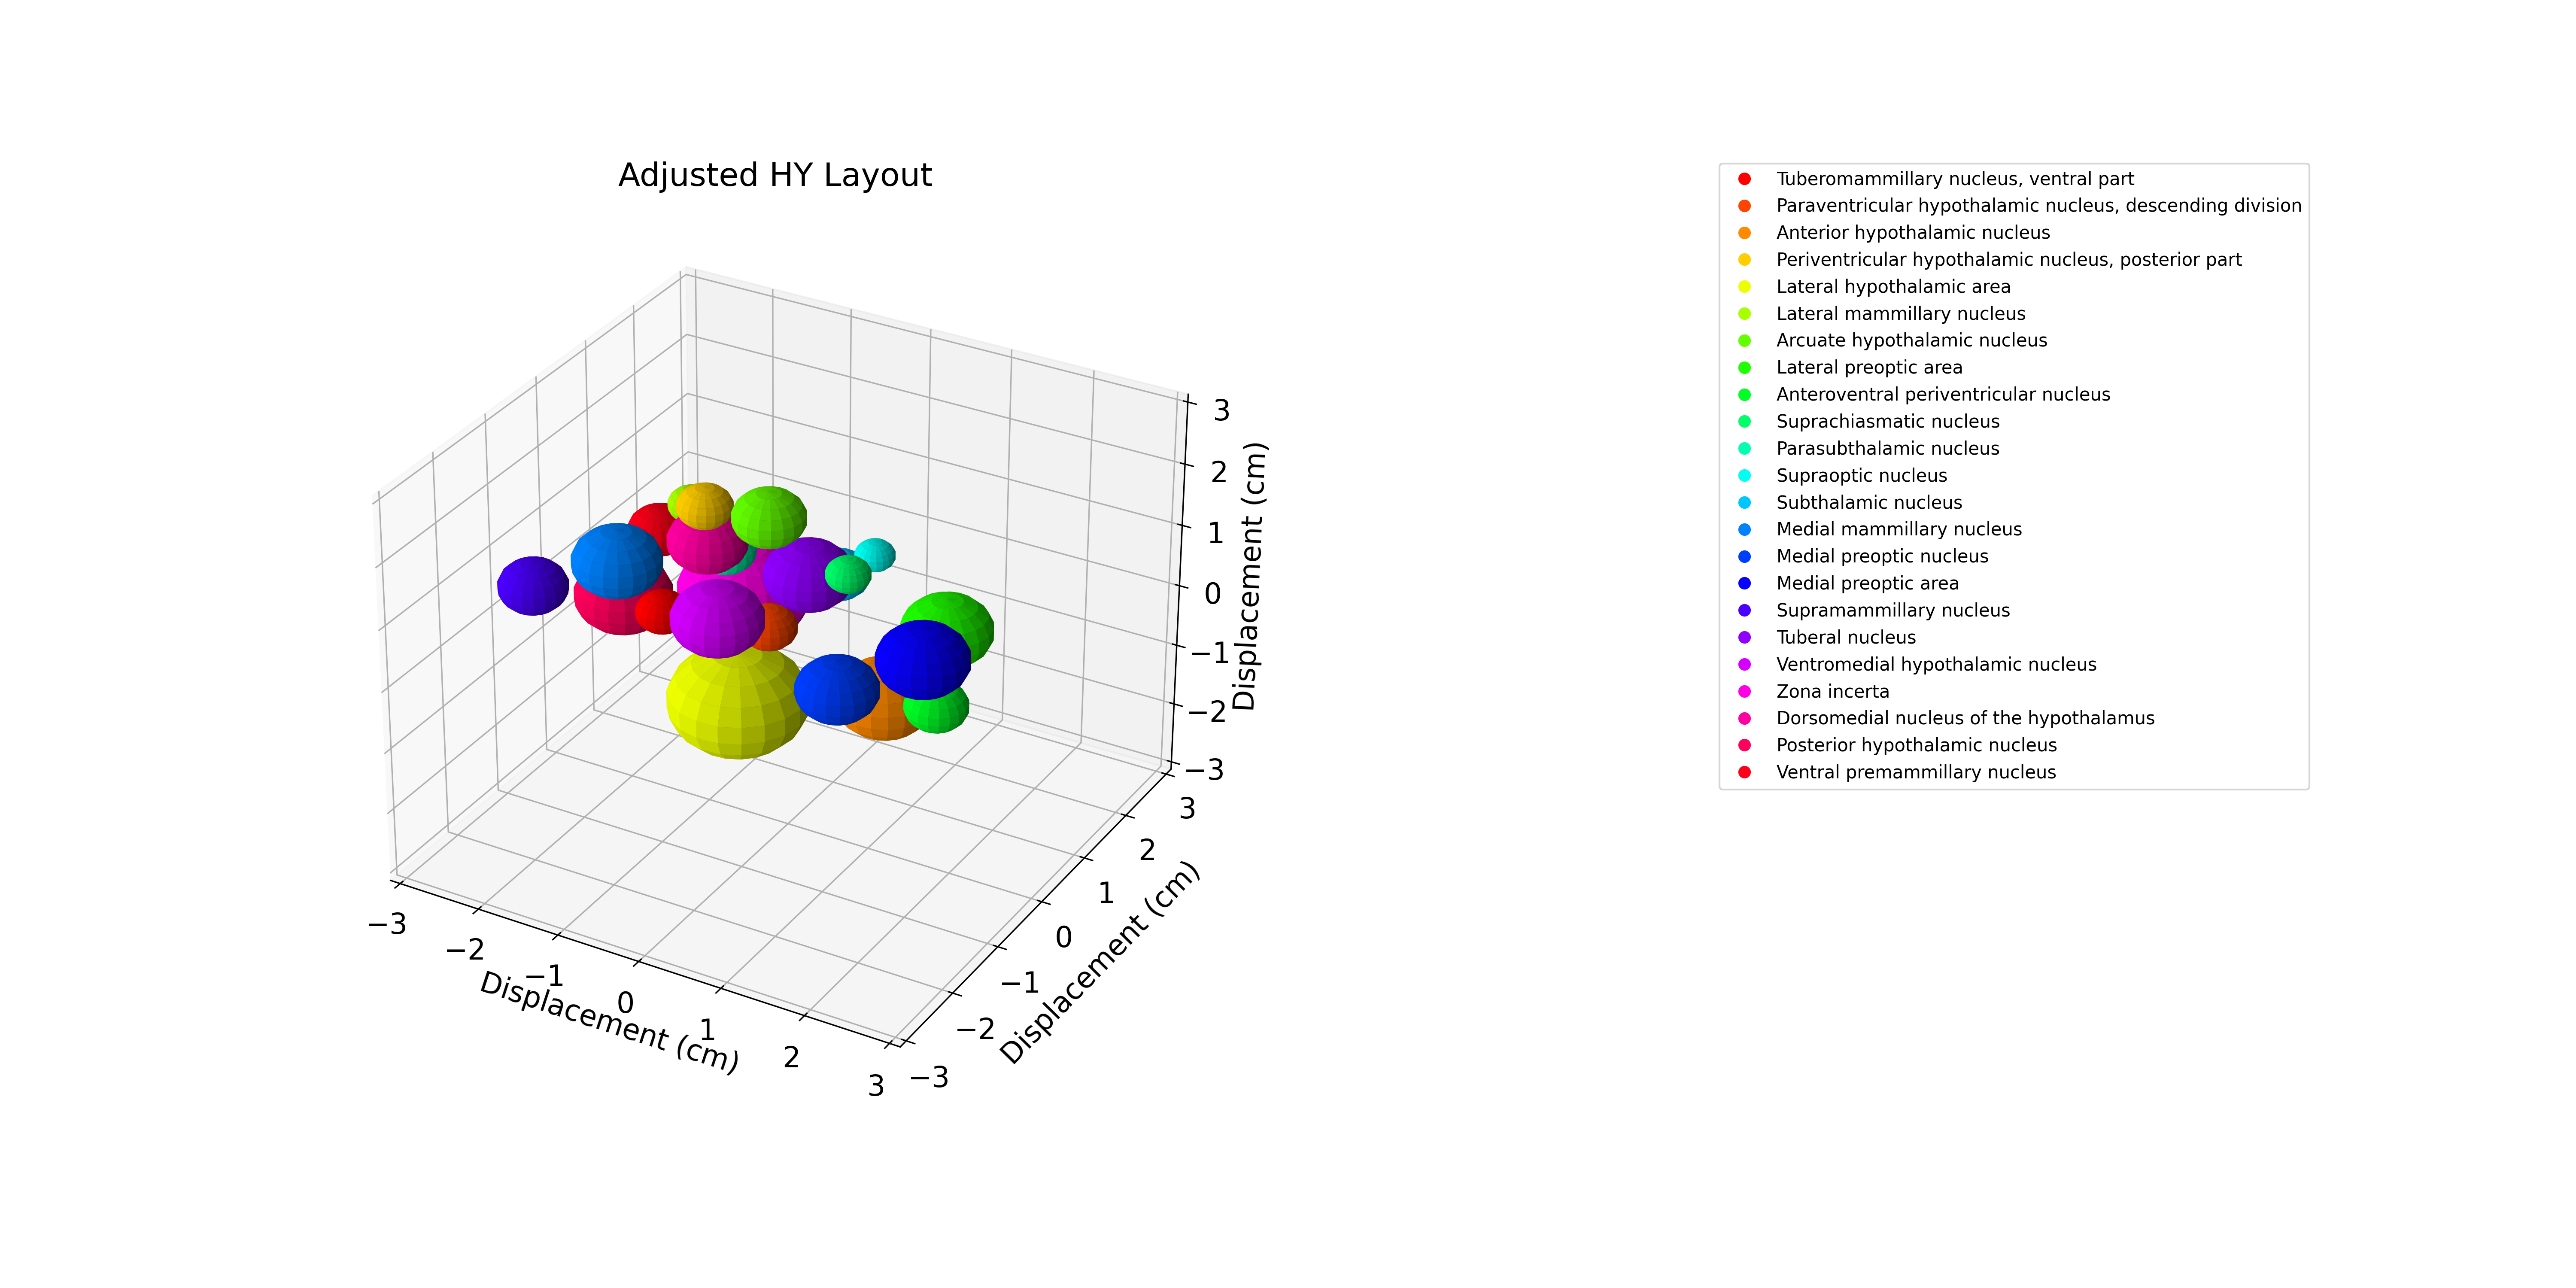 Adjusted HY Layout
Tuberomammillary nucleus, ventral part
Paraventricular hypothalamic nucleus, descending division
Anterior hypothalamic nucleus
Periventricular hypothalamic nucleus, posterior part
Lateral hypothalamic area
Lateral mammillary nucleus
Arcuate hypothalamic nucleus
Lateral preoptic area
Anteroventral periventricular nucleus
Suprachiasmatic nucleus
Parasubthalamic nucleus
Supraoptic nucleus
Subthalamic nucleus
Medial mammillary nucleus
Medial preoptic nucleus
Medial preoptic area
Supramammillary nucleus
Tuberal nucleus
Ventromedial hypothalamic nucleus
Zona incerta
Dorsomedial nucleus of the hypothalamus
Posterior hypothalamic nucleus
Ventral premammillary nucleus
3
2
1
0
−1
−2
−3
Displacement (cm)
3
2
1
0
−1
−2
−3
Displacement (cm)
−3
−2
−1
0
1
2
3
Displacement (cm)